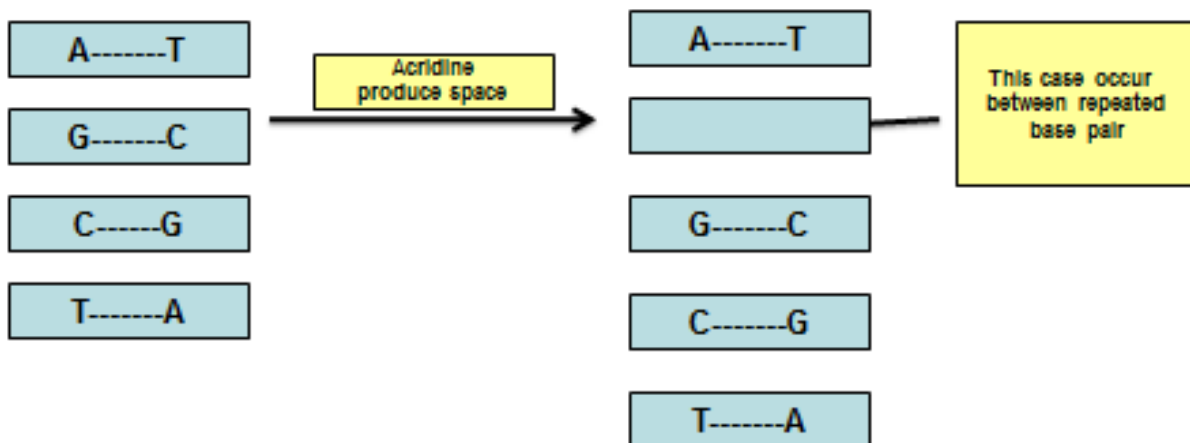 A-------T
G-------C
C------G
T-------A
Acridine
produce space
A-------T
G-------C
C-------G
T-------A
This case occur
between repeated
base pair